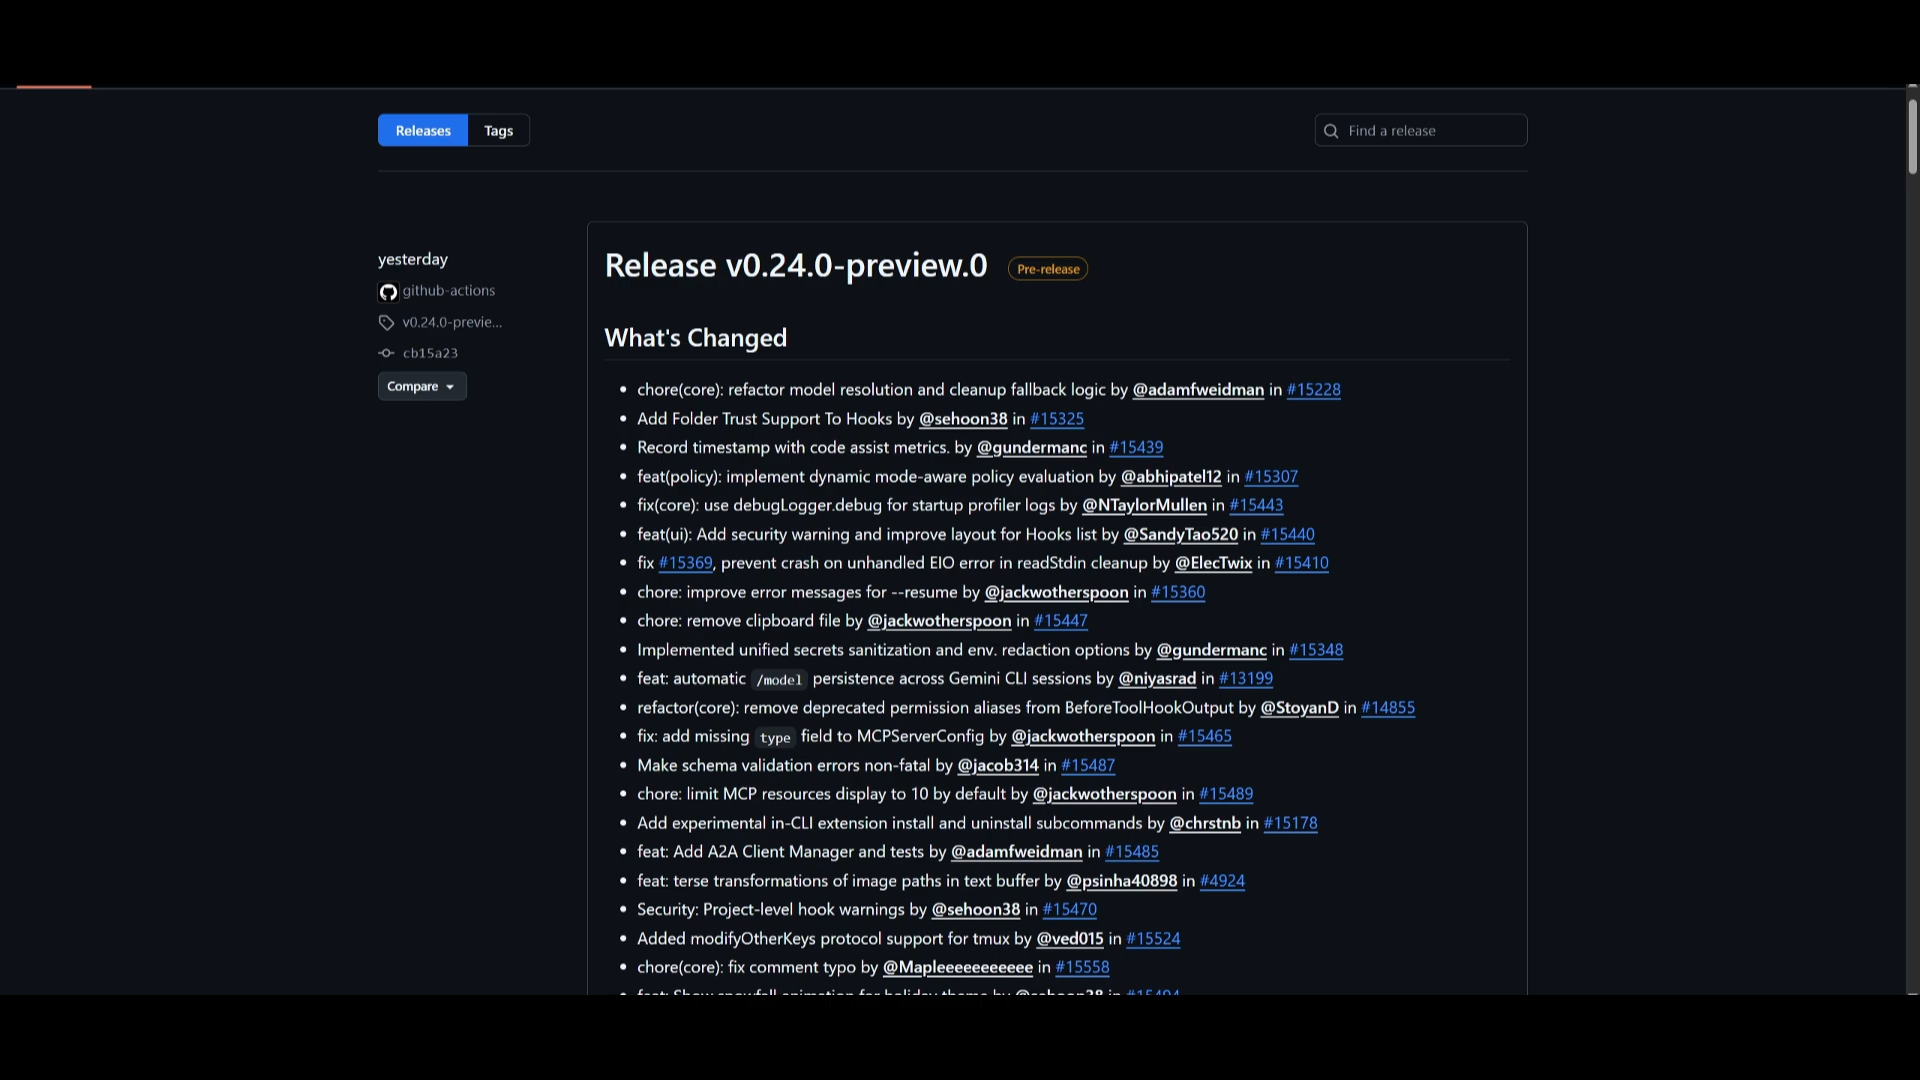 Releases
Tags
Find a release
yesterday
github-actions
v0.24.0-previe...
cb15a23
Compare
Release v0.24.0-preview.0 Pre-release
What's Changed
• chore(core): refactor model resolution and cleanup fallback logic by @adamfweidman in #15228
• Add Folder Trust Support To Hooks by @sehoon38 in #15325
• Record timestamp with code assist metrics. by @gundermanc in #15439
• feat(policy): implement dynamic mode-aware policy evaluation by @abhipatel12 in #15307
• fix(core): use debugLogger.debug for startup profiler logs by @NTaylorMullen in #15443
• feat(ui): Add security warning and improve layout for Hooks list by @SandyTao520 in #15440
• fix #15369, prevent crash on unhandled EIO error in readStdin cleanup by @ElecTwix in #15410
• chore: improve error messages for --resume by @jackwotherspoon in #15360
• chore: remove clipboard file by @jackwotherspoon in #15447
• Implemented unified secrets sanitization and env. redaction options by @gundermanc in #15348
• feat: automatic /model persistence across Gemini CLI sessions by @niyasrad in #13199
• refactor(core): remove deprecated permission aliases from BeforeToolHookOutput by @StoyanD in #14855
• fix: add missing type field to MCPServerConfig by @jackwotherspoon in #15465
• Make schema validation errors non-fatal by @jacob314 in #15487
• chore: limit MCP resources display to 10 by default by @jackwotherspoon in #15489
• Add experimental in-CLI extension install and uninstall subcommands by @chrstnb in #15178
• feat: Add A2A Client Manager and tests by @adamfweidman in #15485
• feat: terse transformations of image paths in text buffer by @psinha40898 in #4924
• Security: Project-level hook warnings by @sehoon38 in #15470
• Added modifyOtherKeys protocol support for tmux by @ved015 in #15524
• chore(core): fix comment typo by @Mapleeeeeeeeeee in #15558
• feat: Show snowfall animation for holiday theme by @sehoon38 in #15494